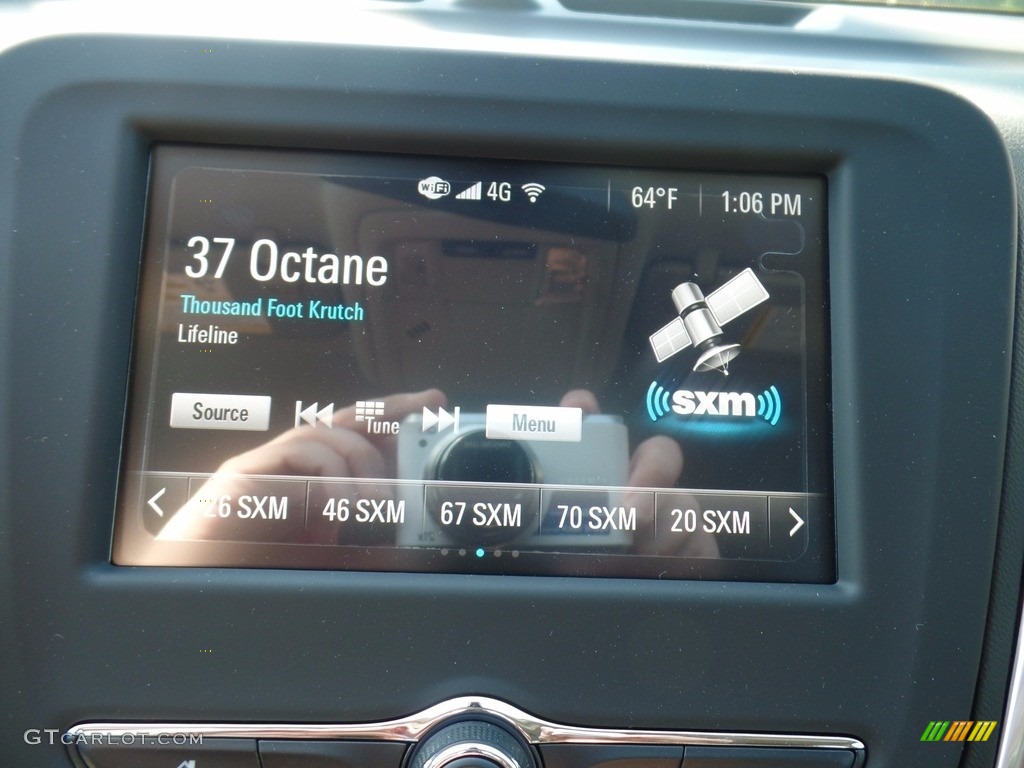 WiFi 4G 64°F 1:06 PM
37 Octane
Thousand Foot Krutch
Lifeline
sxm
Source Tune Menu
26 SXM 46 SXM 67 SXM 70 SXM 20 SXM
GTCARLOT.COM